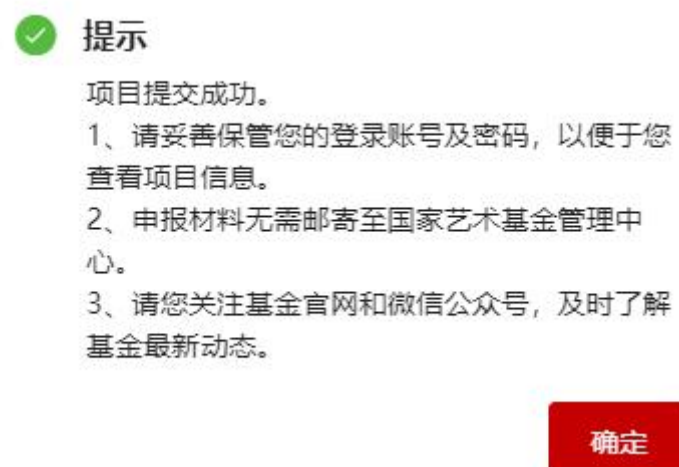 提示
项目提交成功。
1、请妥善保管您的登录账号及密码，以便于您
查看项目信息。
2、申报材料无需邮寄至国家艺术基金管理中
心。
3、请您关注基金官网和微信公众号，及时了解
基金最新动态。
确定